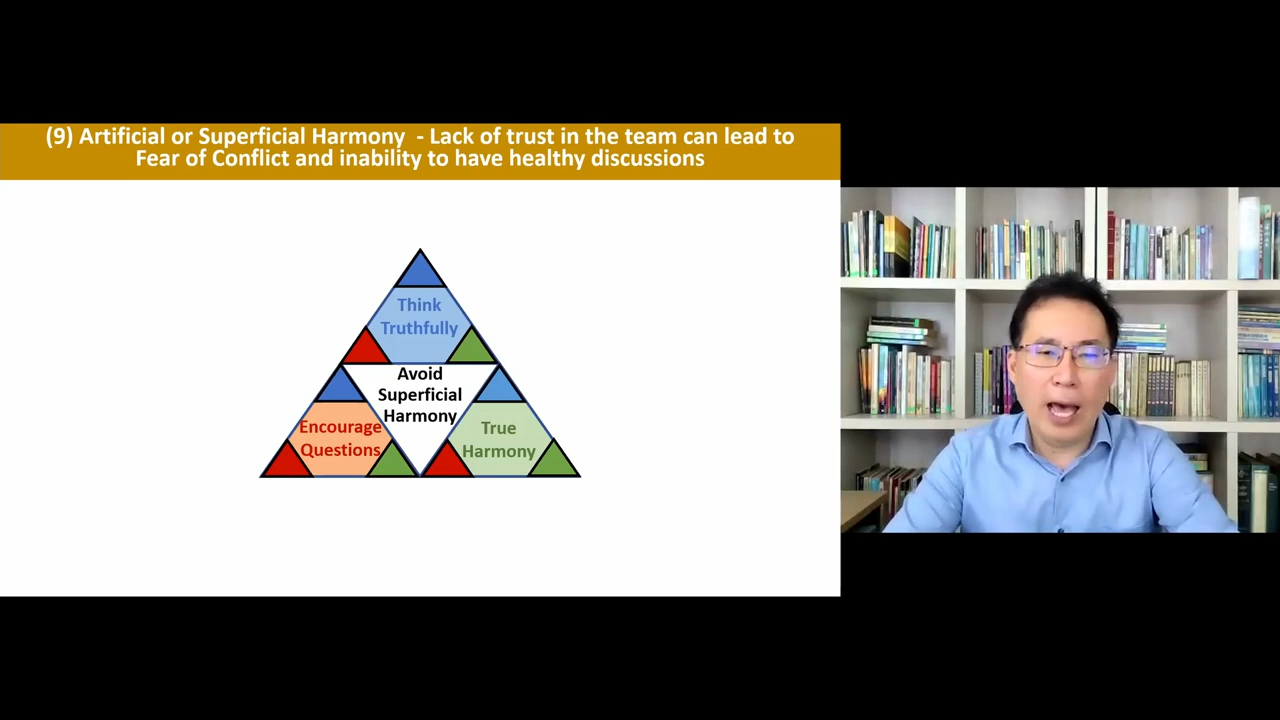 (9) Artificial or Superficial Harmony - Lack of trust in the team can lead to
Fear of Conflict and inability to have healthy discussions
Think
Truthfully
Avoid
Superficial
Harmony
Encourage
Questions
True
Harmony